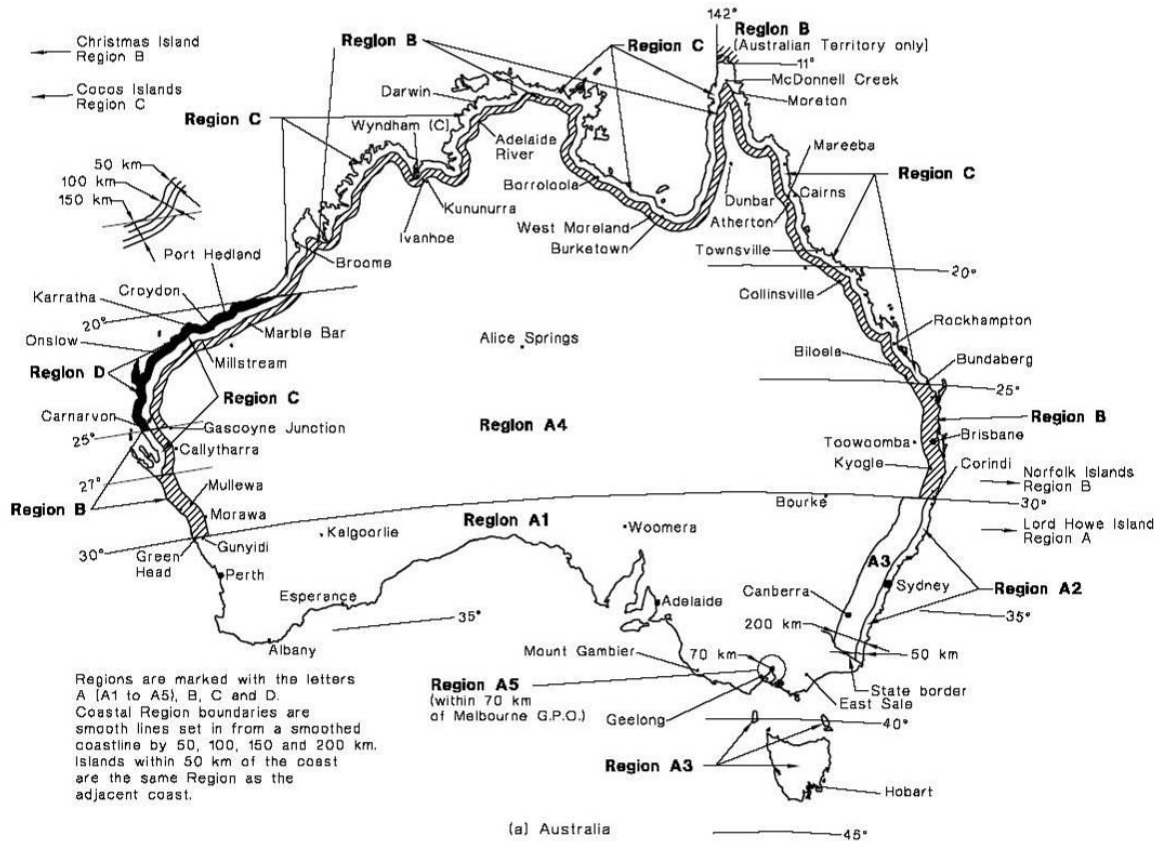 142°
Region B
(Australian Territory only)
11°
Christmas Island
Region B
Cocos Islands
Region C
Region B
Region C
McDonnell Creek
Moreton
Darwin
Wyndham (C)
Region C
Adelaide
River
Mareeba
Cairns
Region C
50 km
100 km
150 km
Borroloola
Kununurra
Ivanhoe
West Moreland
Burketown
Dunbar
Atherton
Townsville
Port Hedland
Broome
20°
Collinsville
Croydon
Karratha
20°
Marble Bar
Onslow
Millstream
Alice Springs
Rockhampton
Biloela
Bundaberg
Region D
25°
Region C
Carnarvon
Gascoyne Junction
25°
Callytharra
Region A4
Region B
Toowoomba
Brisbane
Kyogle
Corindi
27°
Norfolk Islands
Region B
Mullewa
Region B
Morawa
Bourke
30°
Region A1
Kalgoorlie
Woomera
Lord Howe Island
Region A
30°
Green
Head
Gunyidi
Perth
A3
Sydney
Region A2
Esperance
Adelaide
Canberra
35°
35°
200 km
Albany
Mount Gambier
70 km
50 km
Region A5
(within 70 km
of Melbourne G.P.O.)
Geelong
State border
East Sale
40°
Regions are marked with the letters
A (A1 to A5), B, C and D.
Coastal Region boundaries are
smooth lines set in from a smoothed
coastline by 50, 100, 150 and 200 km.
Islands within 50 km of the coast
are the same Region as the
adjacent coast.
Region A3
Hobart
(a) Australia
45°